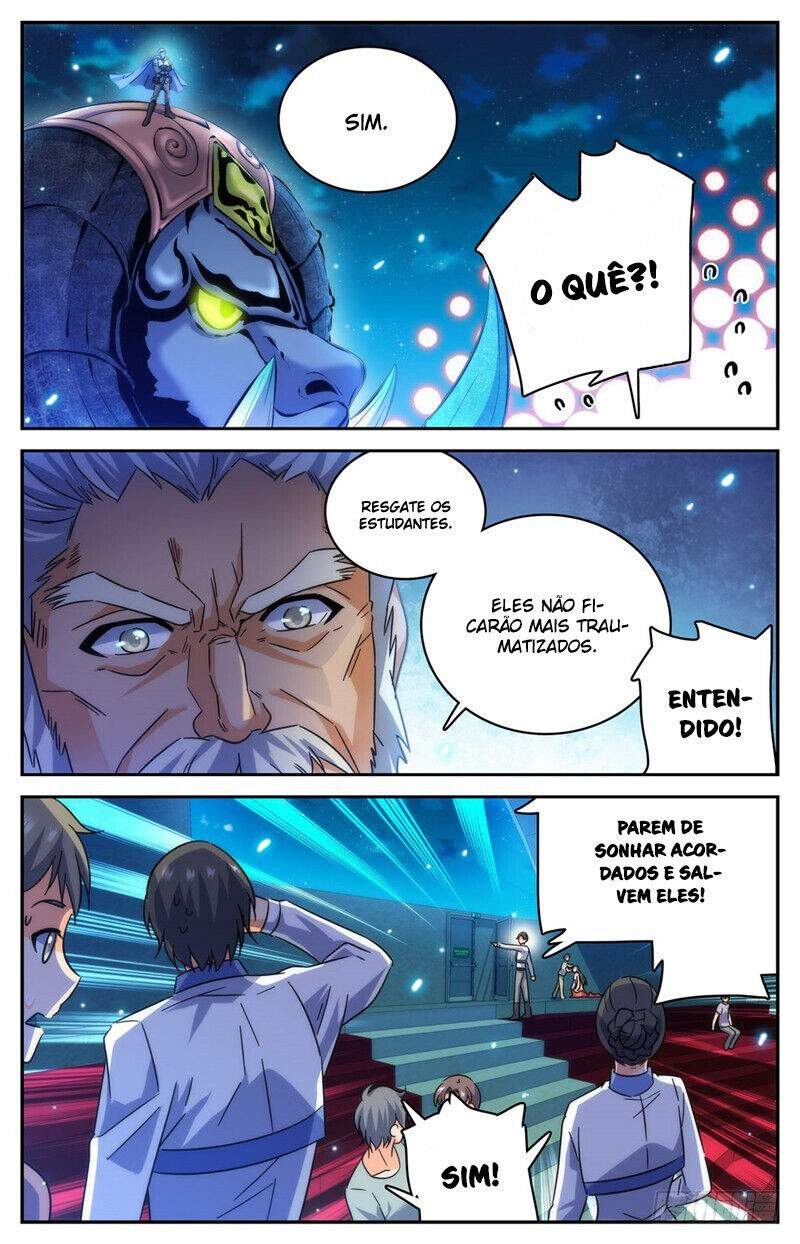 SIM.
O QUÊ?!
RESGATE OS
ESTUDANTES.
ELES NÃO FI-
CARÃO MAIS TRAU-
MATIZADOS.
ENTEN-
DIDO!
PAREM DE
SONHAR ACOR-
DADOS E SAL-
VEM ELES!
SIM!